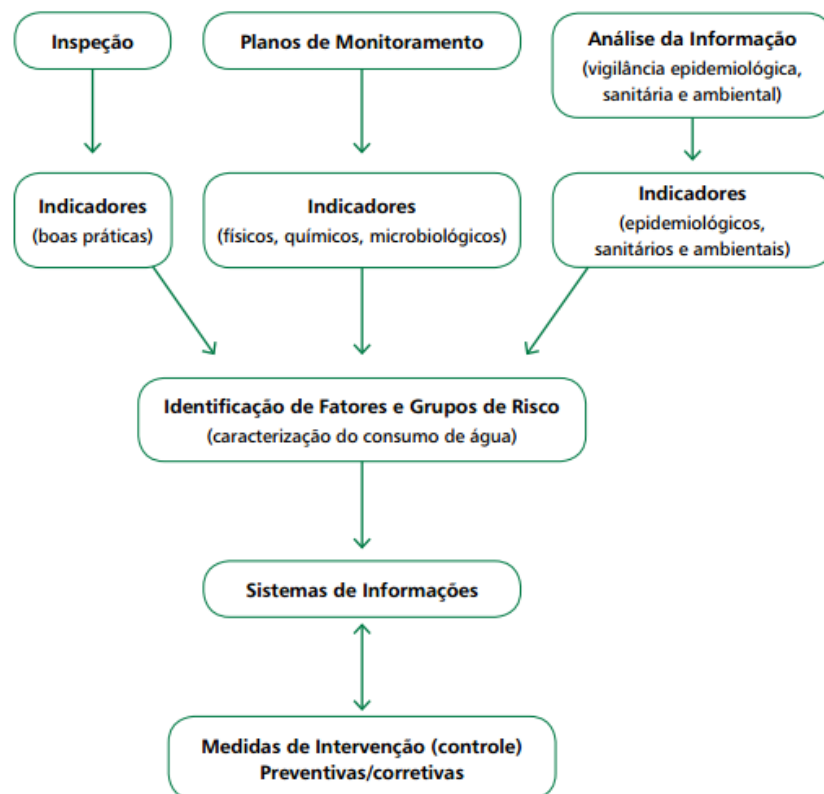 Inspeção
Planos de Monitoramento
Análise da Informação
(vigilância epidemiológica,
sanitária e ambiental)
Indicadores
(boas práticas)
Indicadores
(físicos, químicos, microbiológicos)
Indicadores
(epidemiológicos,
sanitários e ambientais)
Identificação de Fatores e Grupos de Risco
(caracterização do consumo de água)
Sistemas de Informações
Medidas de Intervenção (controle)
Preventivas/corretivas